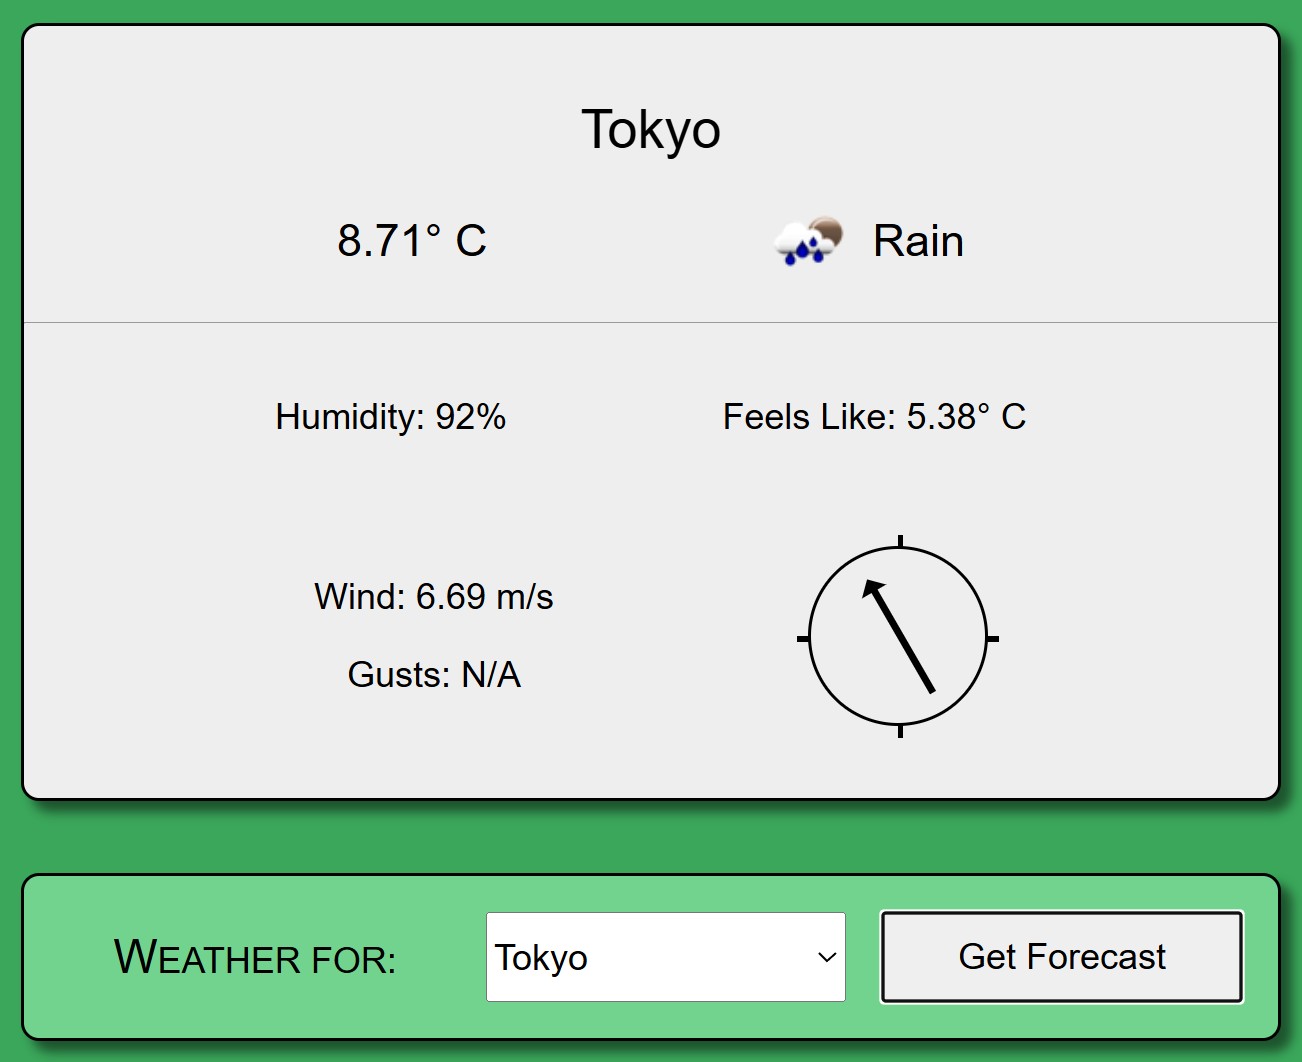 Tokyo
8.71° C Rain
Humidity: 92% Feels Like: 5.38° C
Wind: 6.69 m/s
Gusts: N/A
Weather for: Tokyo Get Forecast